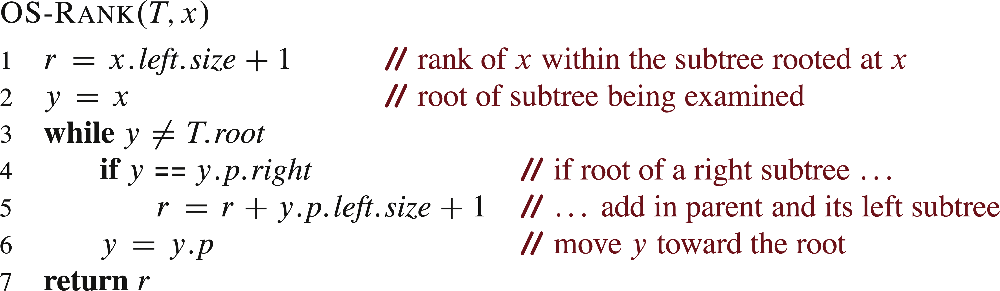 OS-RANK(T, x)
1 r = x.left.size + 1 // rank of x within the subtree rooted at x
2 y = x // root of subtree being examined
3 while y ≠ T.root
4 if y == y.p.right // if root of a right subtree ...
5 r = r + y.p.left.size + 1 // ... add in parent and its left subtree
6 y = y.p // move y toward the root
7 return r